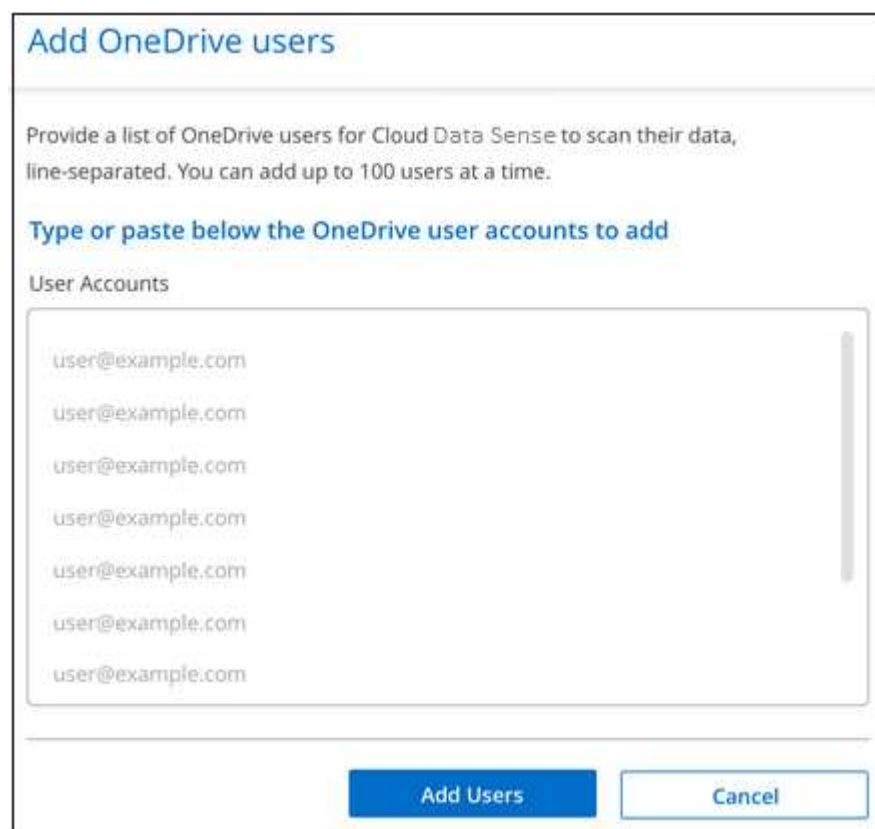 Add OneDrive users
Provide a list of OneDrive users for Cloud Data Sense to scan their data,
line-separated. You can add up to 100 users at a time.
Type or paste below the OneDrive user accounts to add
User Accounts
user@example.com
user@example.com
user@example.com
user@example.com
user@example.com
user@example.com
user@example.com
Add Users
Cancel